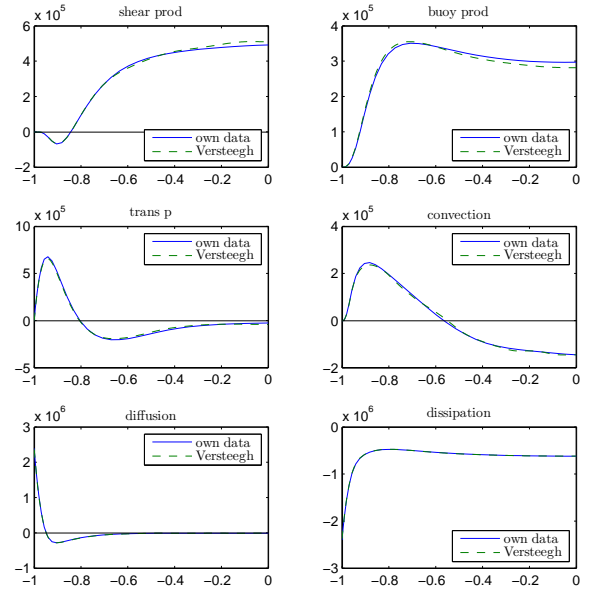 shear prod
x 10^5
6
4
2
0
−2
own data
Versteegh
−1 −0.8 −0.6 −0.4 −0.2 0
buoy prod
x 10^5
4
3
2
1
0
own data
Versteegh
−1 −0.8 −0.6 −0.4 −0.2 0
trans p
x 10^5
10
5
0
−5
own data
Versteegh
−1 −0.8 −0.6 −0.4 −0.2 0
convection
x 10^5
4
2
0
−2
own data
Versteegh
−1 −0.8 −0.6 −0.4 −0.2 0
diffusion
x 10^6
3
2
1
0
−1
own data
Versteegh
−1 −0.8 −0.6 −0.4 −0.2 0
dissipation
x 10^6
0
−1
−2
−3
own data
Versteegh
−1 −0.8 −0.6 −0.4 −0.2 0